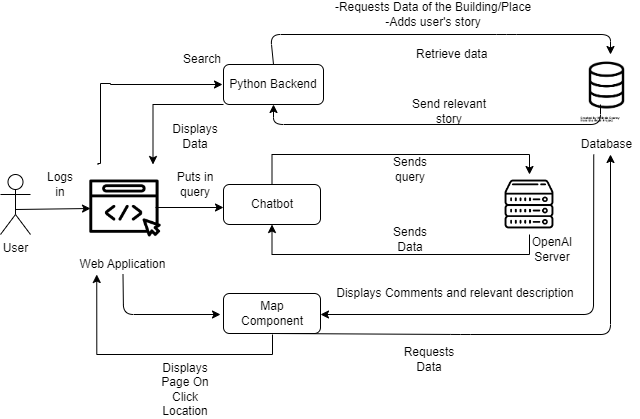 -Requests Data of the Building/Place
-Adds user's story
Search
Retrieve data
Python Backend
Send relevant
story
Displays
Data
Database
Logs
in
Puts in
query
Sends
query
</>
Chatbot
User
Sends
Data
OpenAI
Server
Web Application
Displays Comments and relevant description
Map
Component
Requests
Data
Displays
Page On
Click
Location